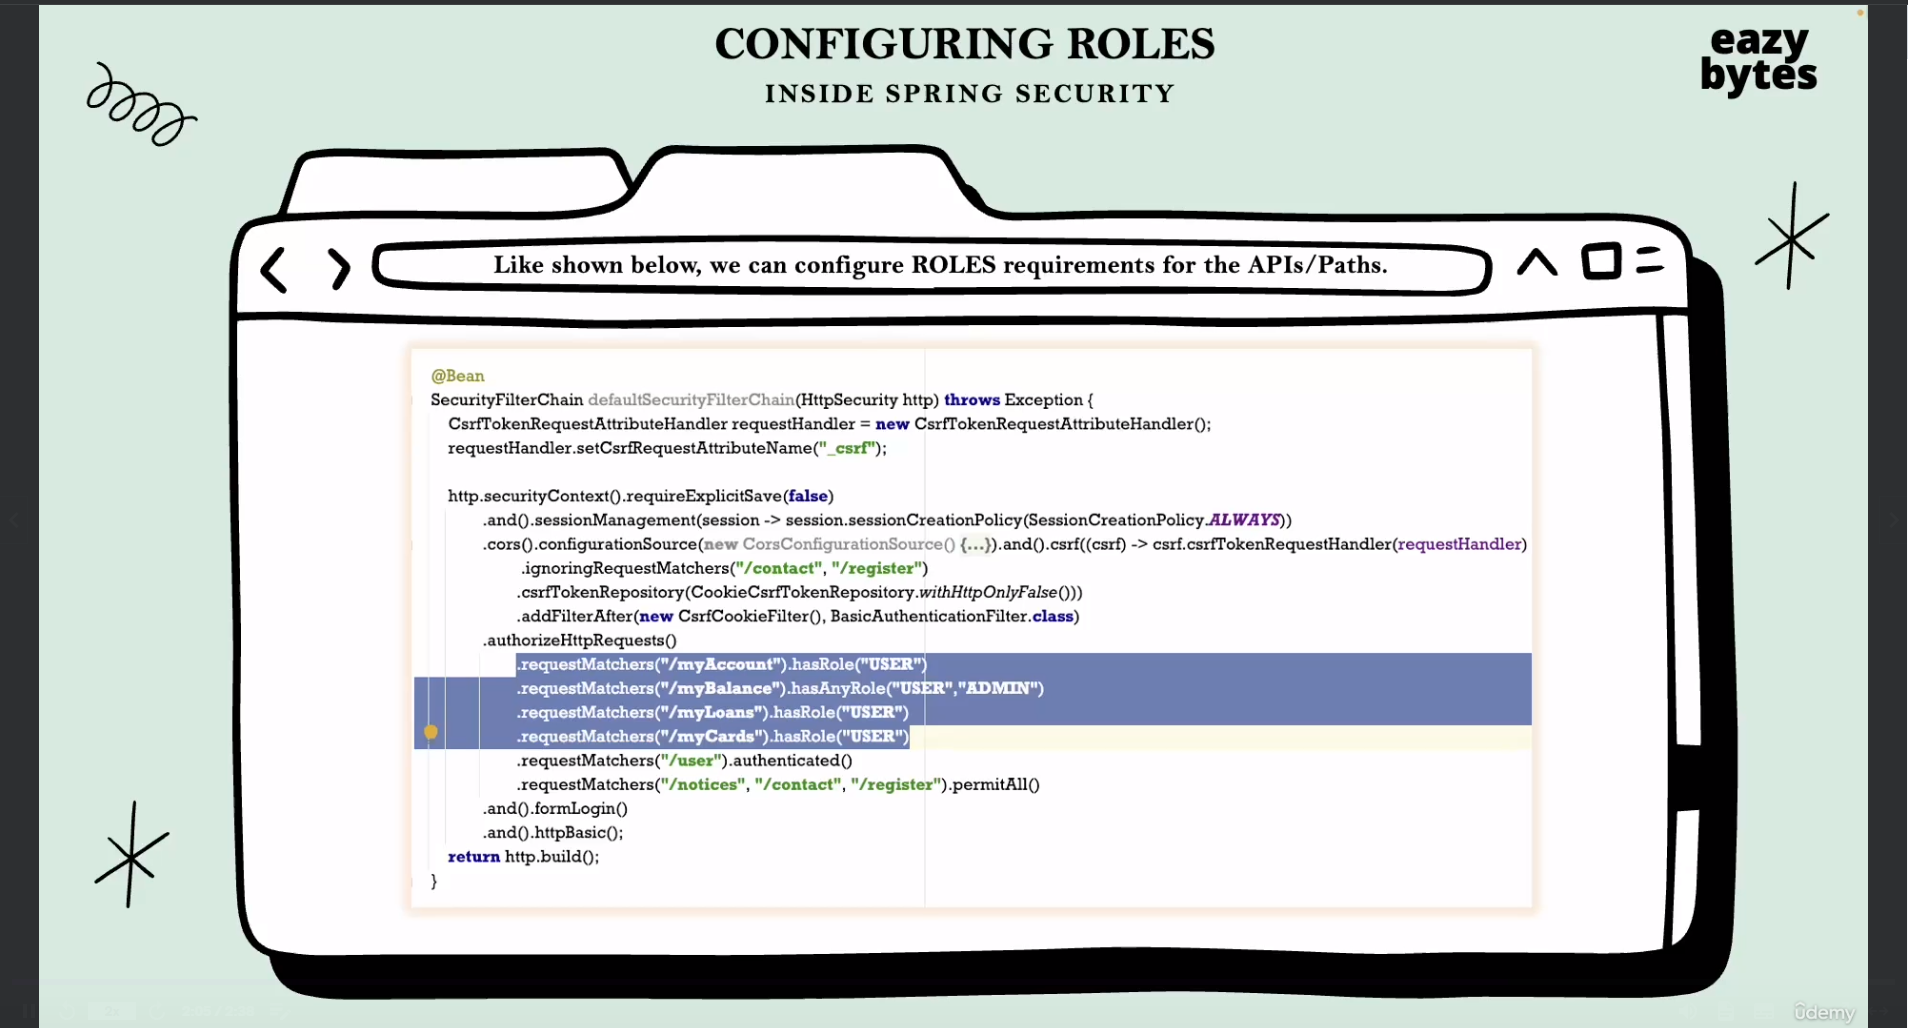 CONFIGURING ROLES
INSIDE SPRING SECURITY
eazy
bytes
Like shown below, we can configure ROLES requirements for the APIs/Paths.
@Bean
SecurityFilterChain defaultSecurityFilterChain(HttpSecurity http) throws Exception {
CsrfTokenRequestAttributeHandler requestHandler = new CsrfTokenRequestAttributeHandler();
requestHandler.setCsrfRequestAttributeName("_csrf");
http.securityContext().requireExplicitSave(false)
.and().sessionManagement(session -> session.sessionCreationPolicy(SessionCreationPolicy.ALWAYS))
.cors().configurationSource(new CorsConfigurationSource() {...}).and().csrf((csrf) -> csrf.csrfTokenRequestHandler(requestHandler)
.ignoringRequestMatchers("/contact", "/register")
.csrfTokenRepository(CookieCsrfTokenRepository.withHttpOnlyFalse()))
.addFilterAfter(new CsrfCookieFilter(), BasicAuthenticationFilter.class)
.authorizeHttpRequests()
.requestMatchers("/myAccount").hasRole("USER")
.requestMatchers("/myBalance").hasAnyRole("USER","ADMIN")
.requestMatchers("/myLoans").hasRole("USER")
.requestMatchers("/myCards").hasRole("USER")
.requestMatchers("/user").authenticated()
.requestMatchers("/notices", "/contact", "/register").permitAll()
.and().formLogin()
.and().httpBasic();
return http.build();
}
ûdemy